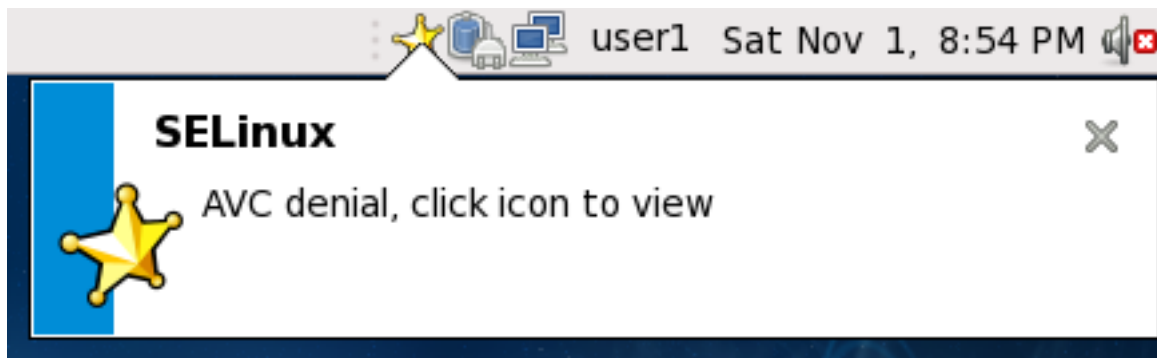 user1 Sat Nov 1, 8:54 PM
SELinux
AVC denial, click icon to view